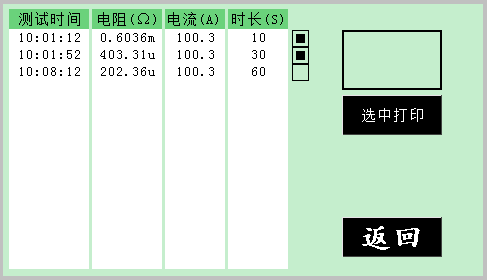 测试时间 电阻(Ω) 电流(A) 时长(S)
10:01:12 0.6036m 100.3 10
10:01:52 403.31u 100.3 30
10:08:12 202.36u 100.3 60
选中打印
返回